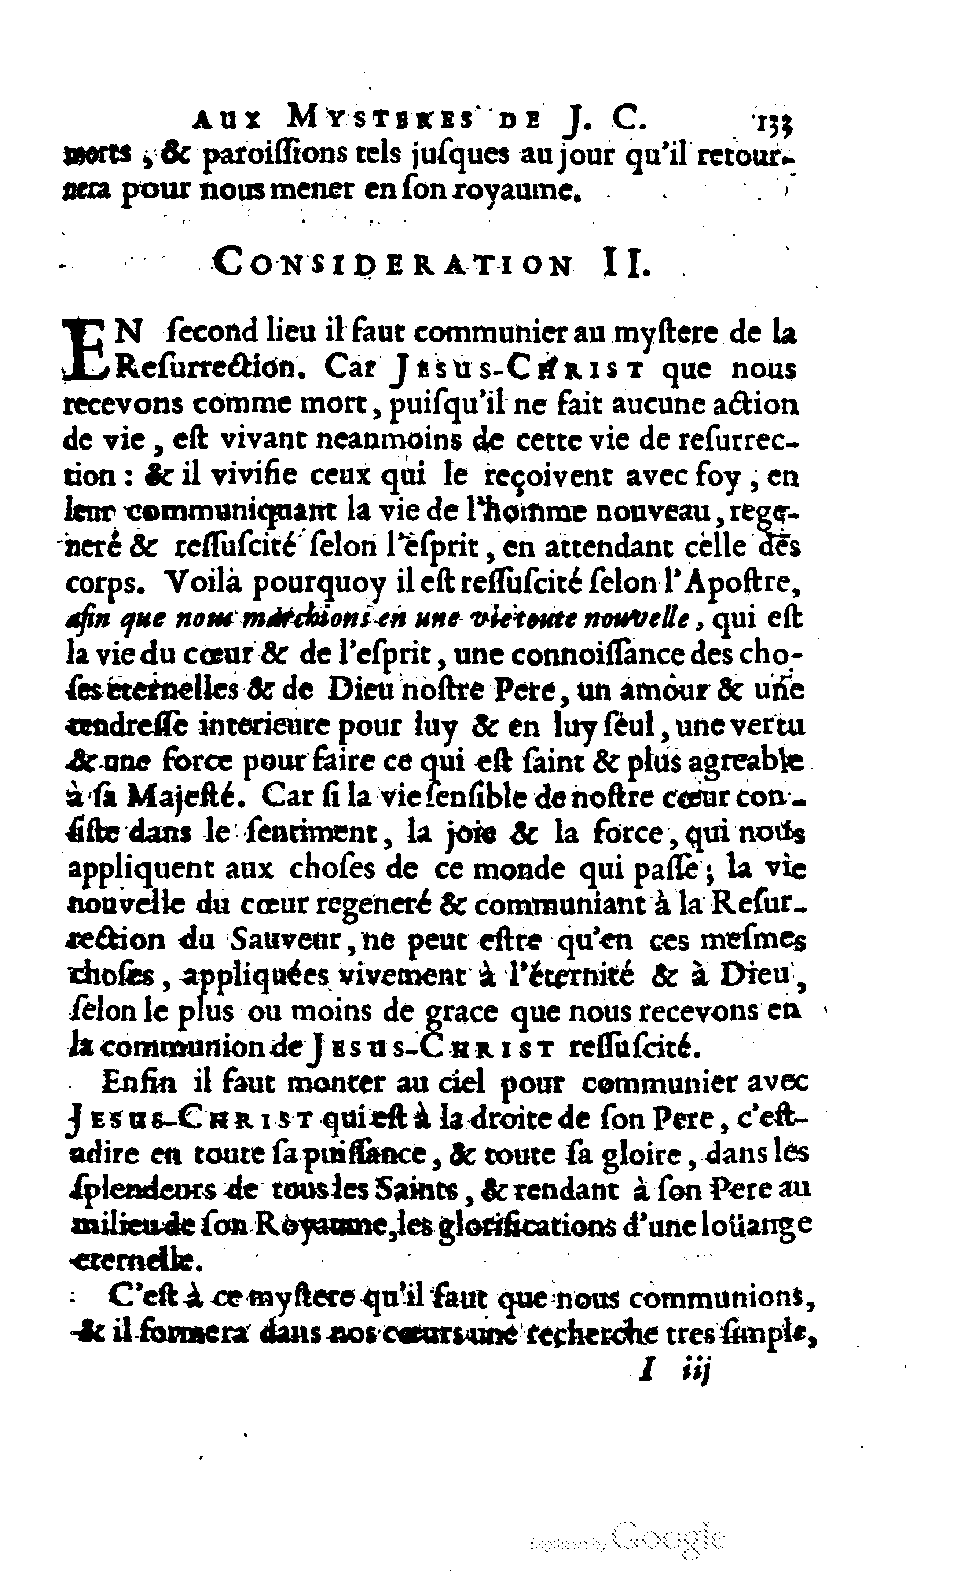 AUX MYSTERES DE J. C. 133
morts, & paroiſſions tels juſques au jour qu'il retour-
nera pour nous mener en ſon royaume.
CONSIDERATION II.
EN ſecond lieu il faut communier au myſtere de la
Reſurrection. Car JESUS-CHRIST que nous
recevons comme mort, puiſqu'il ne fait aucune action
de vie, eſt vivant neanmoins de cette vie de reſurrec-
tion: & il vivifie ceux qui le reçoivent avec foy, en
leur communiquant la vie de l'homme nouveau, rege-
neré & reſſuſcité ſelon l'eſprit, en attendant celle des
corps. Voilà pourquoy il eſt reſſuſcité ſelon l'Apoſtre,
afin que nous marchions en une vie toute nouvelle, qui eſt
la vie du cœur & de l'eſprit, une connoiſſance des cho-
ſes eternelles & de Dieu noſtre Pere, un amour & une
tendreſſe interieure pour luy & en luy ſeul, une vertu
& une force pour faire ce qui eſt ſaint & plus agreable
à ſa Majeſté. Car ſi la vie ſenſible de noſtre cœur con-
ſiſte dans le ſentiment, la joie & la force, qui nous
appliquent aux choſes de ce monde qui paſſe; la vie
nouvelle du cœur regeneré & communiant à la Reſur-
rection du Sauveur, ne peut eſtre qu'en ces meſmes
choſes, appliquées vivement à l'éternité & à Dieu,
ſelon le plus ou moins de grace que nous recevons en
la communion de JESUS-CHRIST reſſuſcité.
Enfin il faut monter au ciel pour communier avec
JESUS-CHRIST qui eſt à la droite de ſon Pere, c'eſt-
adire en toute ſa puiſſance, & toute ſa gloire, dans les
ſplendeurs de tous les Saints, & rendant à ſon Pere au
milieu de ſon Royaume, les glorifications d'une loüange
eternelle.
C'eſt à ce myſtere qu'il faut que nous communions,
& il formera dans nos cœurs une recherche tres ſimple,
I iij
Google